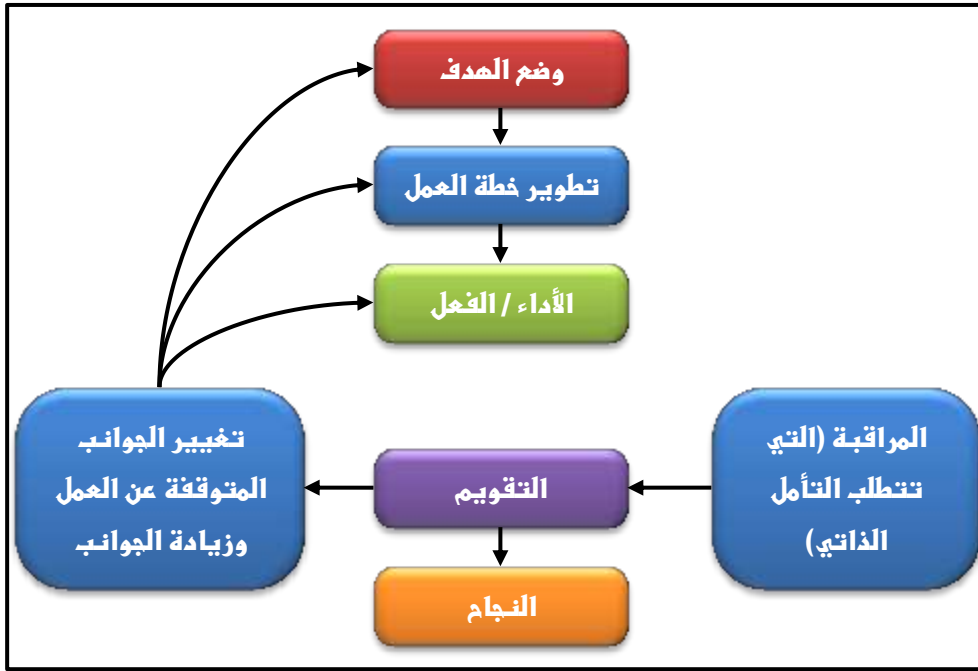 وضع الهدف
تطوير خطة العمل
الأداء / الفعل
المراقبة (التي
تتطلب التأمل
الذاتي)
التقويم
تغيير الجوانب
المتوقفة عن العمل
وزيادة الجوانب
النجاح